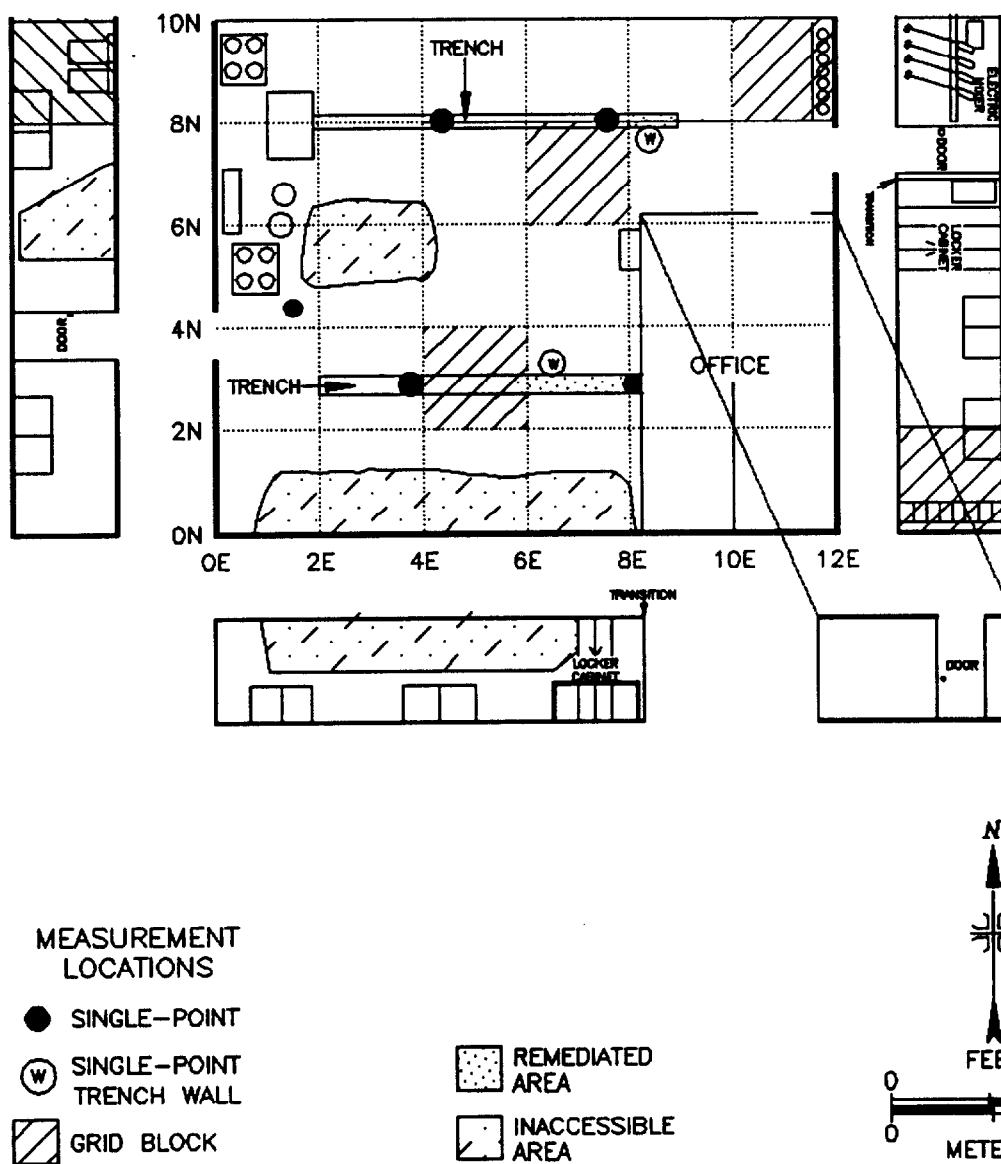 10N
8N
6N
4N
2N
0N
0E
2E
4E
6E
8E
10E
12E
TRENCH
TRENCH
OFFICE
DOOR
ELECTRIC
DOOR
TRANSITION
LOCKER
CABINET
TRANSITION
LOCKER
CABINET
DOOR
MEASUREMENT
LOCATIONS
SINGLE-POINT
W
W
W
SINGLE-POINT
TRENCH WALL
GRID BLOCK
REMEDIATED
AREA
INACCESSIBLE
AREA
N
0
0